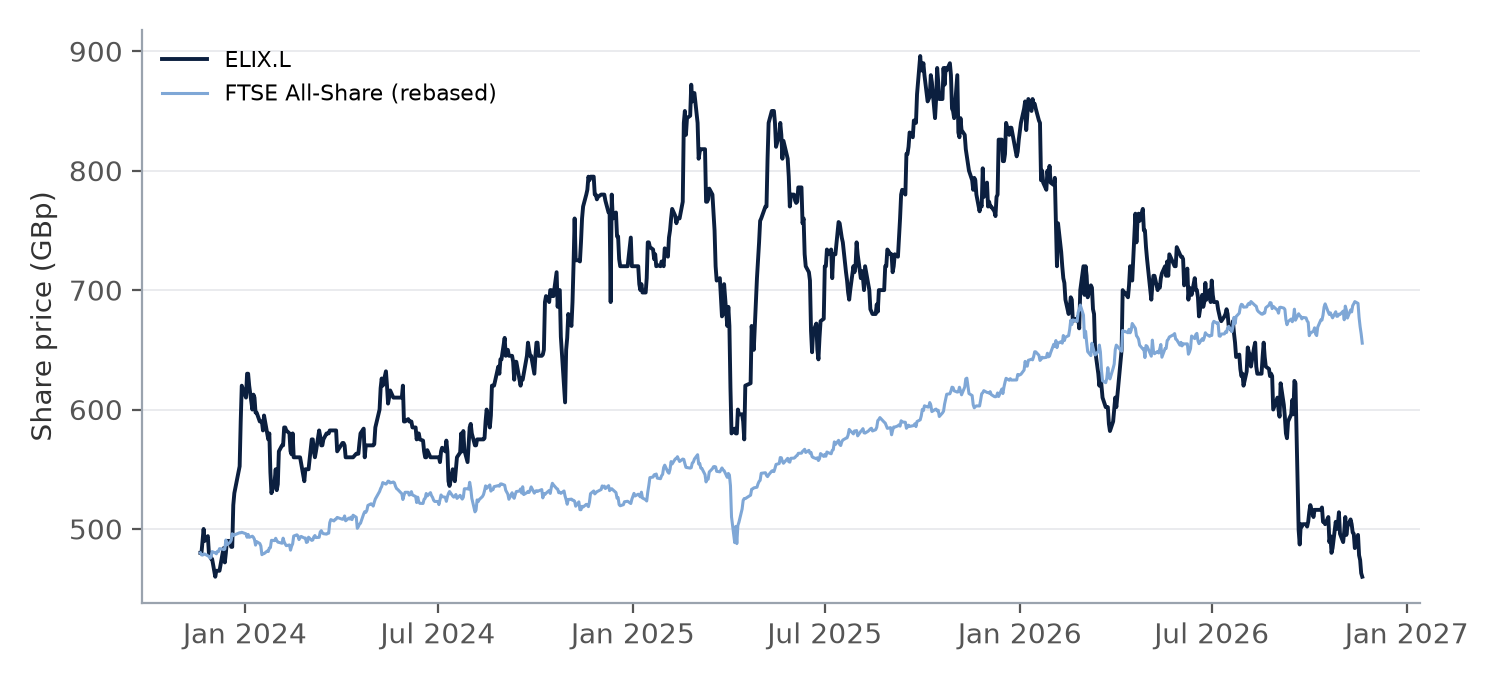 ELIX.L
FTSE All-Share (rebased)
Share price (GBp)
900
800
700
600
500
Jan 2024
Jul 2024
Jan 2025
Jul 2025
Jan 2026
Jul 2026
Jan 2027